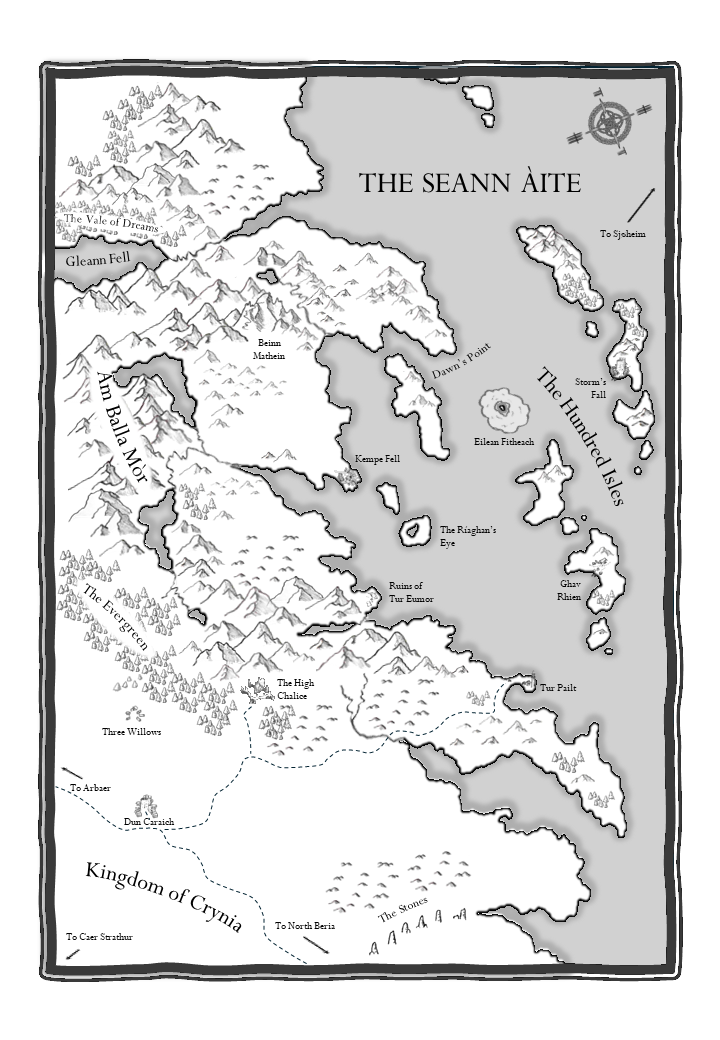 THE SEANN ÀITE
To Sjoheim
The Vale of Dreams
Gleann Fell
Beinn
Mathein
Dawn's Point
Am Balla Mòr
Storm's
Fall
The Hundred Isles
Eilean Fitheach
Kempe Fell
The Ríaghan's
Eye
Ghav
Rhien
Ruins of
Tur Eumor
The Evergreen
The High
Chalice
Tur Pailt
Three Willows
To Arbaer
Dun Caraich
Kingdom of Crynia
The Stones
To North Beria
To Caer Strathur